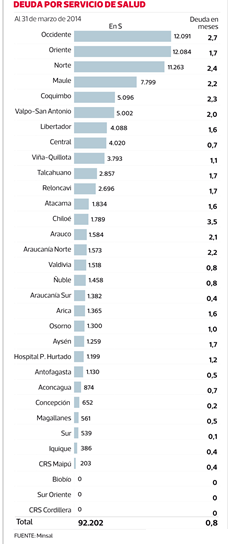 DEUDA POR SERVICIO DE SALUD
Al 31 de marzo de 2014
En $
Deuda en meses
Occidente 12.091 2,7
Oriente 12.084 1,7
Norte 11.263 2,4
Maule 7.799 2,2
Coquimbo 5.096 2,3
Valpo-San Antonio 5.002 2,0
Libertador 4.088 1,6
Central 4.020 0,7
Viña-Quillota 3.793 1,1
Talcahuano 2.857 1,7
Reloncavi 2.696 1,7
Atacama 1.834 1,6
Chiloé 1.789 3,5
Arauco 1.584 2,1
Araucanía Norte 1.573 2,2
Valdivia 1.518 0,8
Ñuble 1.458 0,8
Araucanía Sur 1.382 0,4
Arica 1.365 1,6
Osorno 1.300 1,0
Aysén 1.259 1,7
Hospital P. Hurtado 1.199 1,2
Antofagasta 1.130 0,5
Aconcagua 874 0,7
Concepción 652 0,2
Magallanes 561 0,5
Sur 539 0,1
Iquique 386 0,4
CRS Maipú 203 0,4
Biobío 0 0
Sur Oriente 0 0
CRS Cordillera 0 0
Total 92.202 0,8
FUENTE: Minsal